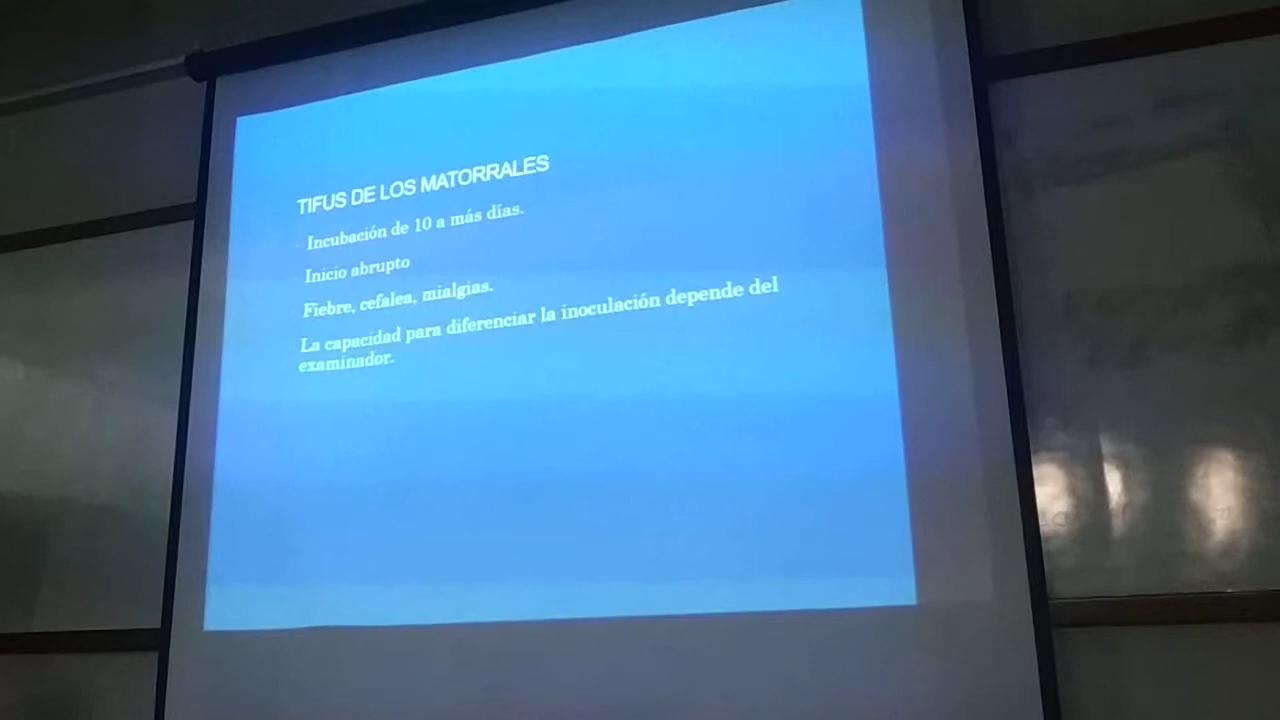 TIFUS DE LOS MATORRALES
Incubación de 10 a más días.
Inicio abrupto
Fiebre, cefalea, mialgias.
La capacidad para diferenciar la inoculación depende del
examinador.